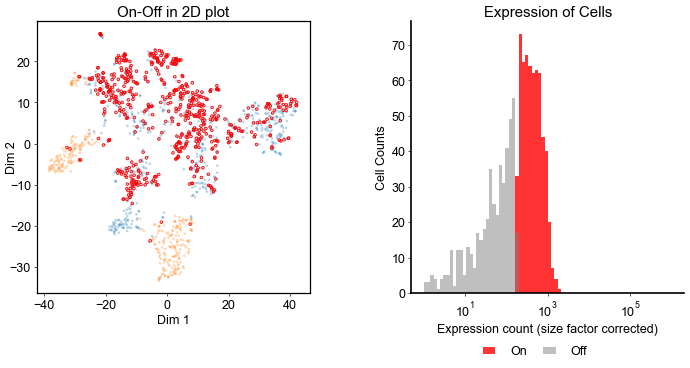 On-Off in 2D plot
Dim 2
20
10
0
−10
−20
−30
−40
−20
0
20
40
Dim 1
Expression of Cells
Cell Counts
70
60
50
40
30
20
10
0
10¹
10³
10⁵
Expression count (size factor corrected)
On
Off